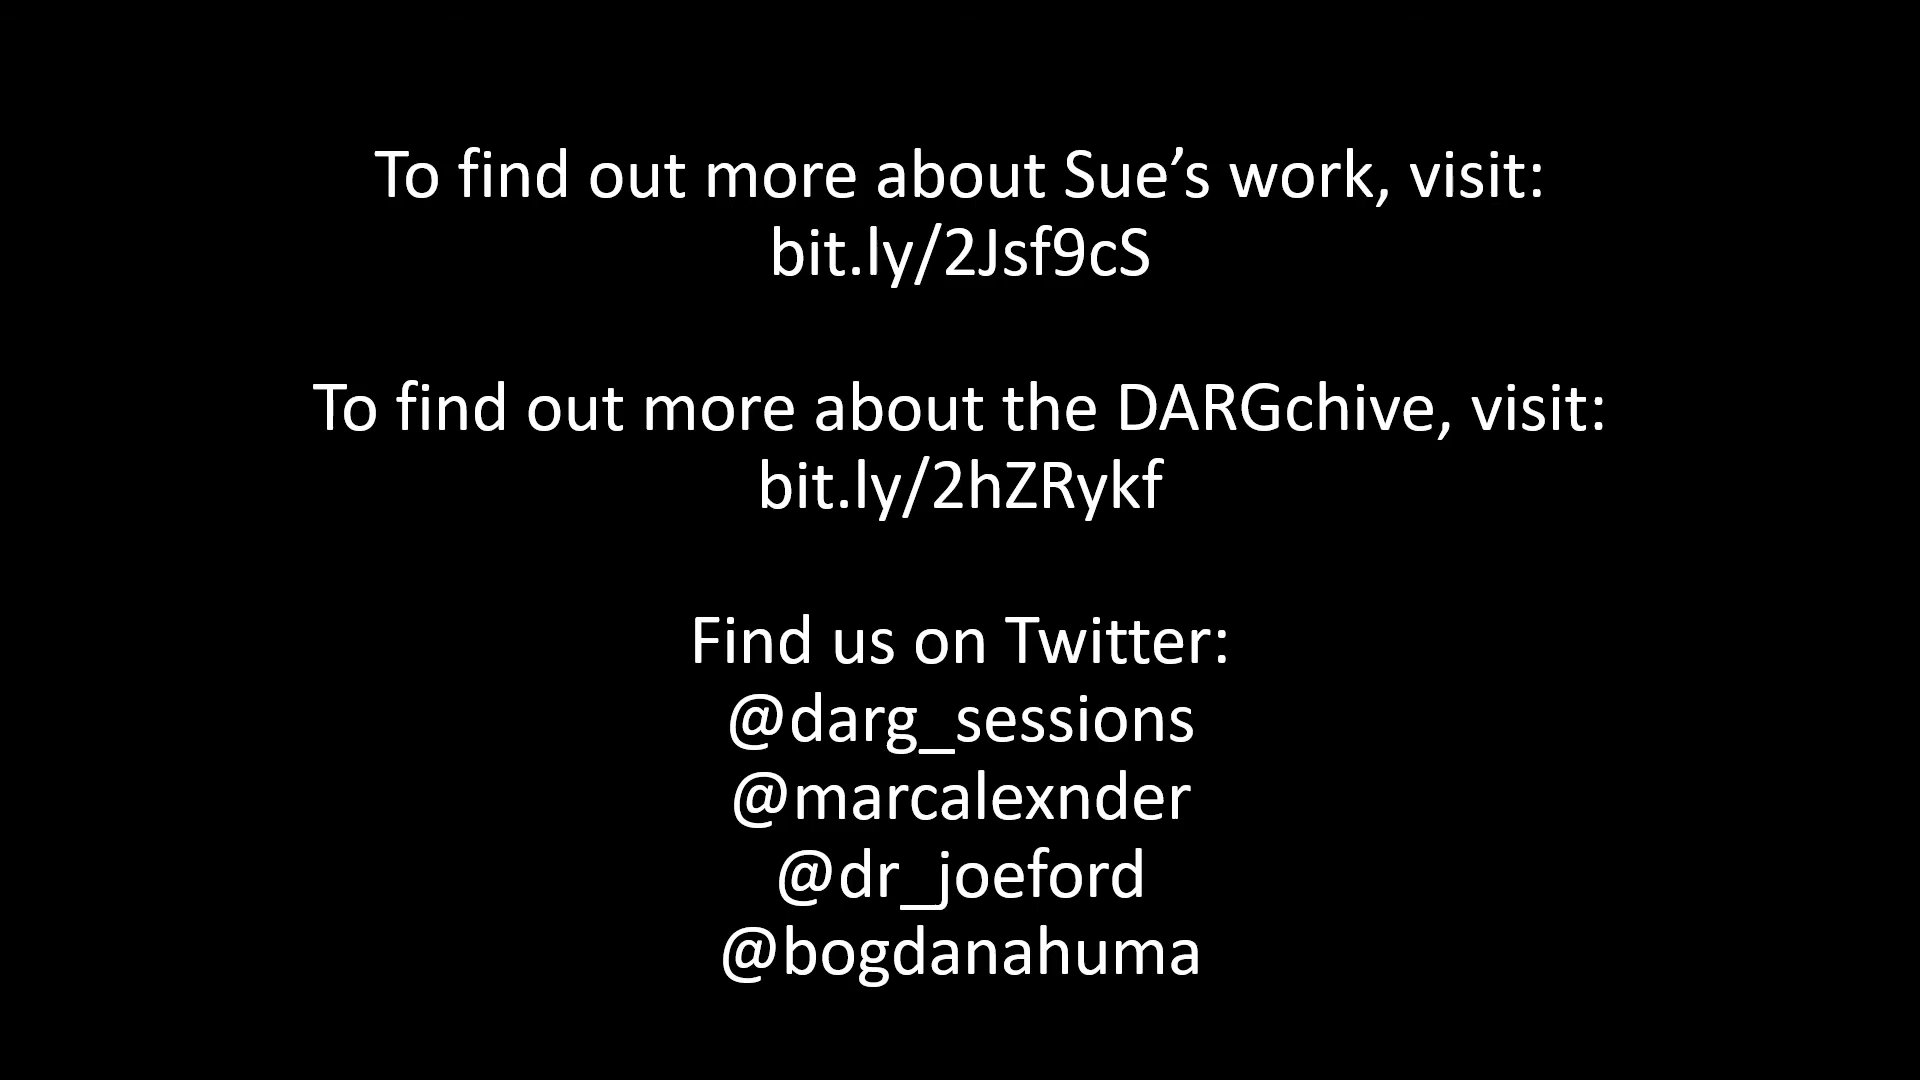 To find out more about Sue’s work, visit:
bit.ly/2Jsf9cS
To find out more about the DARGchive, visit:
bit.ly/2hZRykf
Find us on Twitter:
@darg_sessions
@marcalexnder
@dr_joeford
@bogdanahuma